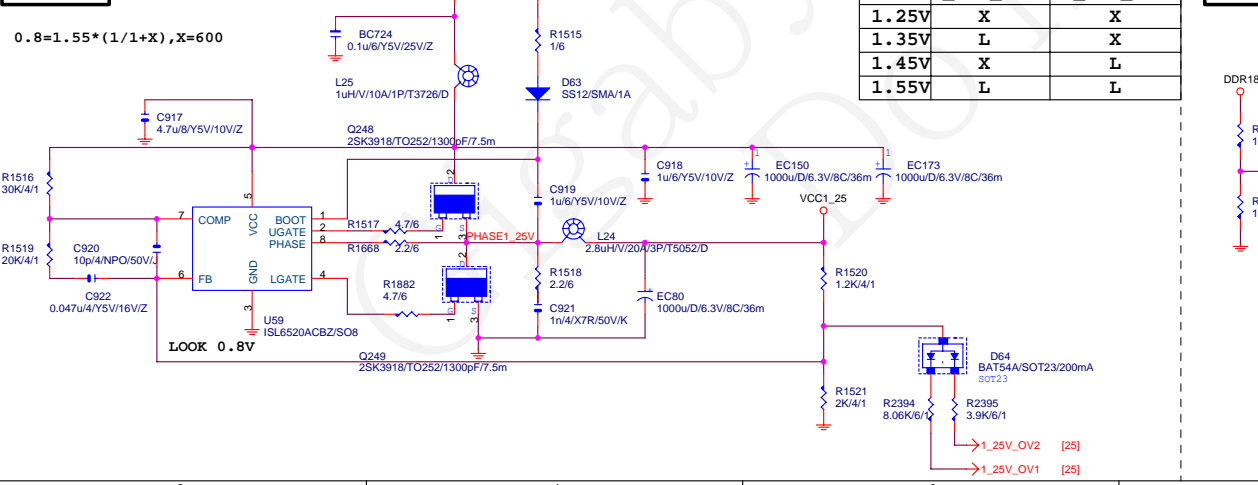 0.8=1.55*(1/1+X),X=600
BC724
0.1u/6/Y5V/25V/Z
R1515
1/6
L25
1uH/V/10A/1P/T3726/D
D63
SS12/SMA/1A
1.25V X X
1.35V L X
1.45V X L
1.55V L L
DDR18
C917
4.7u/8/Y5V/10V/Z
Q248
2SK3918/TO252/1300pF/7.5m
R1516
30K/4/1
C918
1u/6/Y5V/10V/Z
EC150
1000u/D/6.3V/8C/36m
EC173
1000u/D/6.3V/8C/36m
C919
1u/6/Y5V/10V/Z
VCC1_25
7 COMP
5 VCC
BOOT 1
UGATE 2
PHASE 8
R1517 4.7/6
R1668 2.2/6
PHASE1_25V
L24
2.8uH/V/20A/3P/T5052/D
R1519
20K/4/1
C920
10p/4/NPO/50V/J
6 FB
GND 3
LGATE 4
C922
0.047u/4/Y5V/16V/Z
R1882
4.7/6
R1518
2.2/6
C921
1n/4/X7R/50V/K
EC80
1000u/D/6.3V/8C/36m
R1520
1.2K/4/1
U59
ISL6520ACBZ/SO8
LOOK 0.8V
Q249
2SK3918/TO252/1300pF/7.5m
D64
BAT54A/SOT23/200mA
SOT23
R1521
2K/4/1
R2394
8.06K/6/1
R2395
3.9K/6/1
1_25V_OV2 [25]
1_25V_OV1 [25]